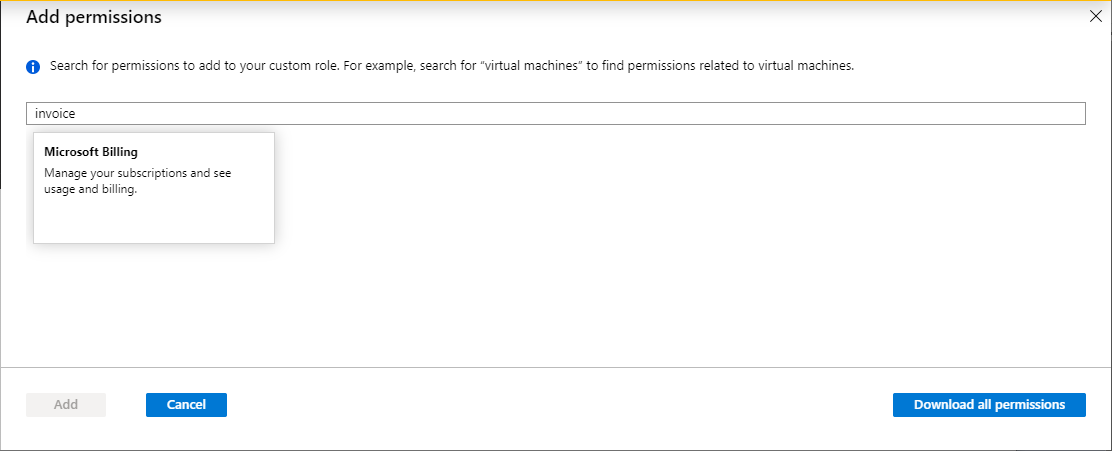 Add permissions
Search for permissions to add to your custom role. For example, search for “virtual machines” to find permissions related to virtual machines.
invoice
Microsoft Billing
Manage your subscriptions and see
usage and billing.
Add
Cancel
Download all permissions